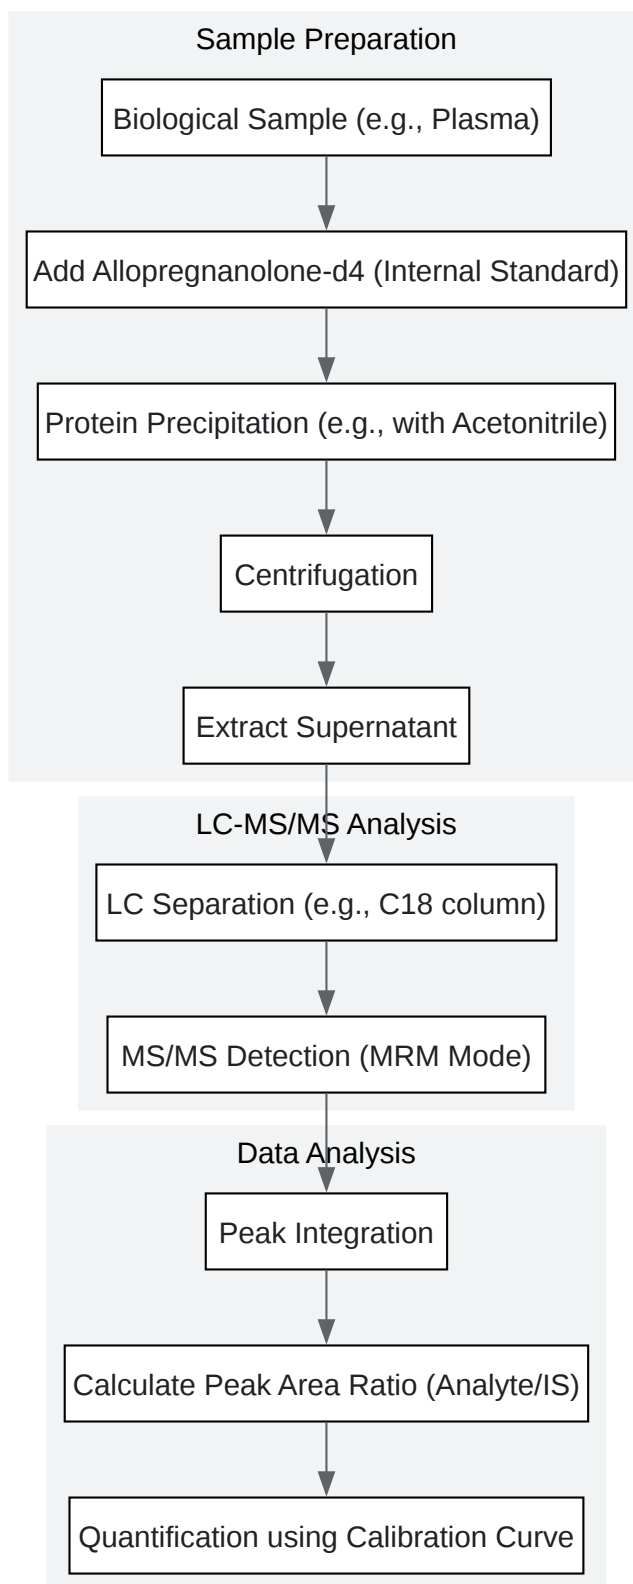 Sample Preparation
Biological Sample (e.g., Plasma)
Add Allopregnanolone-d4 (Internal Standard)
Protein Precipitation (e.g., with Acetonitrile)
Centrifugation
Extract Supernatant
LC-MS/MS Analysis
LC Separation (e.g., C18 column)
MS/MS Detection (MRM Mode)
Data Analysis
Peak Integration
Calculate Peak Area Ratio (Analyte/IS)
Quantification using Calibration Curve